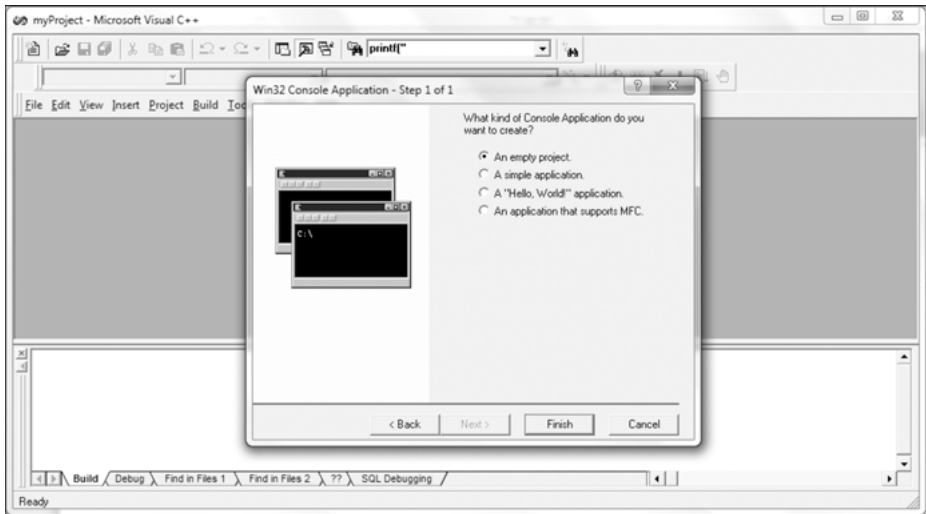 myProject - Microsoft Visual C++
printf("
File Edit View Insert Project Build
Win32 Console Application - Step 1 of 1
What kind of Console Application do you
want to create?
An empty project.
A simple application.
A "Hello, World!" application.
An application that supports MFC.
C:\
< Back Next > Finish Cancel
Build Debug Find in Files 1 Find in Files 2 ?? SQL Debugging
Ready